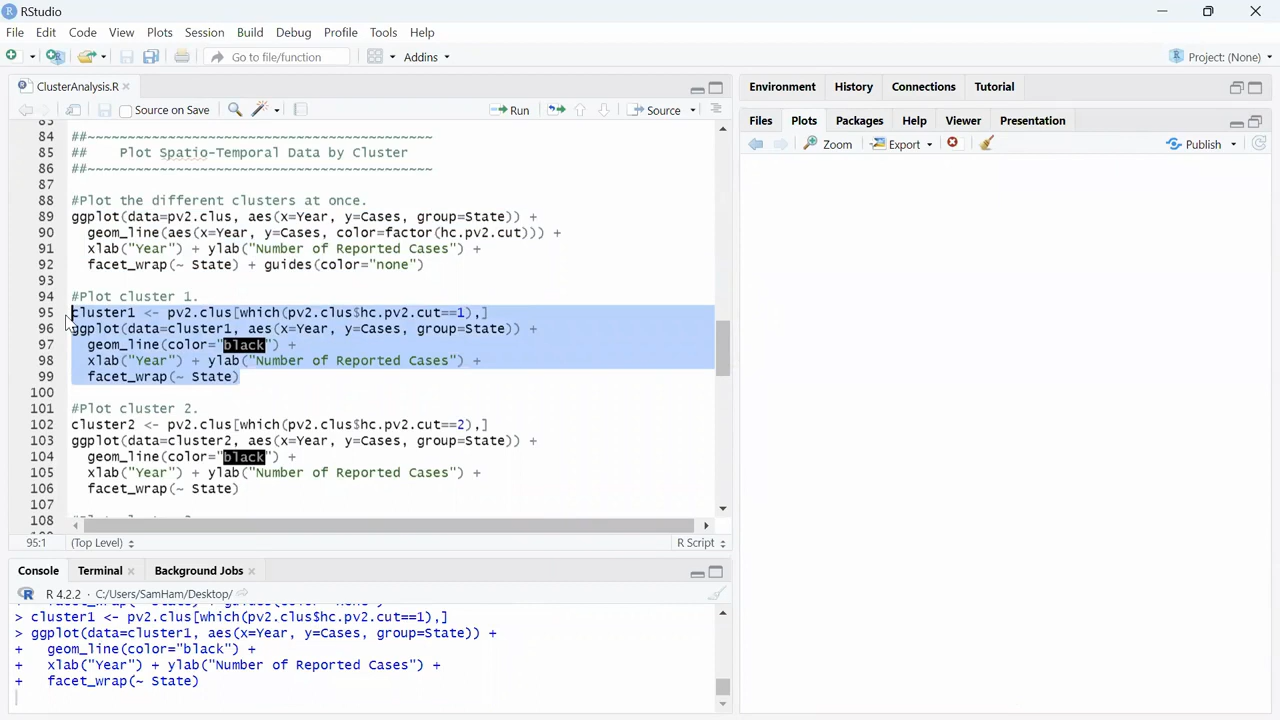 RStudio
File Edit Code View Plots Session Build Debug Profile Tools Help
Go to file/function Addins Project: (None)
ClusterAnalysis.R
Source on Save Run Source
84 ##~~~~~~~~~~~~~~~~~~~~~~~~~~~~~~~~~~~~~~~~~~~
85 ## Plot Spatio-Temporal Data by Cluster
86 ##~~~~~~~~~~~~~~~~~~~~~~~~~~~~~~~~~~~~~~~~~~~
87
88 #Plot the different clusters at once.
89 ggplot(data=pv2.clus, aes(x=Year, y=Cases, group=State)) +
90 geom_line(aes(x=Year, y=Cases, color=factor(hc.pv2.cut))) +
91 xlab("Year") + ylab("Number of Reported Cases") +
92 facet_wrap(~ State) + guides(color="none")
93
94 #Plot cluster 1.
95 cluster1 <- pv2.clus[which(pv2.clus$hc.pv2.cut==1),]
96 ggplot(data=cluster1, aes(x=Year, y=Cases, group=State)) +
97 geom_line(color="black") +
98 xlab("Year") + ylab("Number of Reported Cases") +
99 facet_wrap(~ State)
100
101 #Plot cluster 2.
102 cluster2 <- pv2.clus[which(pv2.clus$hc.pv2.cut==2),]
103 ggplot(data=cluster2, aes(x=Year, y=Cases, group=State)) +
104 geom_line(color="black") +
105 xlab("Year") + ylab("Number of Reported Cases") +
106 facet_wrap(~ State)
107
108
95:1 (Top Level) R Script
Console Terminal Background Jobs
R 4.2.2 · C:/Users/SamHam/Desktop/
> cluster1 <- pv2.clus[which(pv2.clus$hc.pv2.cut==1),]
> ggplot(data=cluster1, aes(x=Year, y=Cases, group=State)) +
+ geom_line(color="black") +
+ xlab("Year") + ylab("Number of Reported Cases") +
+ facet_wrap(~ State)
Environment History Connections Tutorial
Files Plots Packages Help Viewer Presentation
Zoom Export Publish